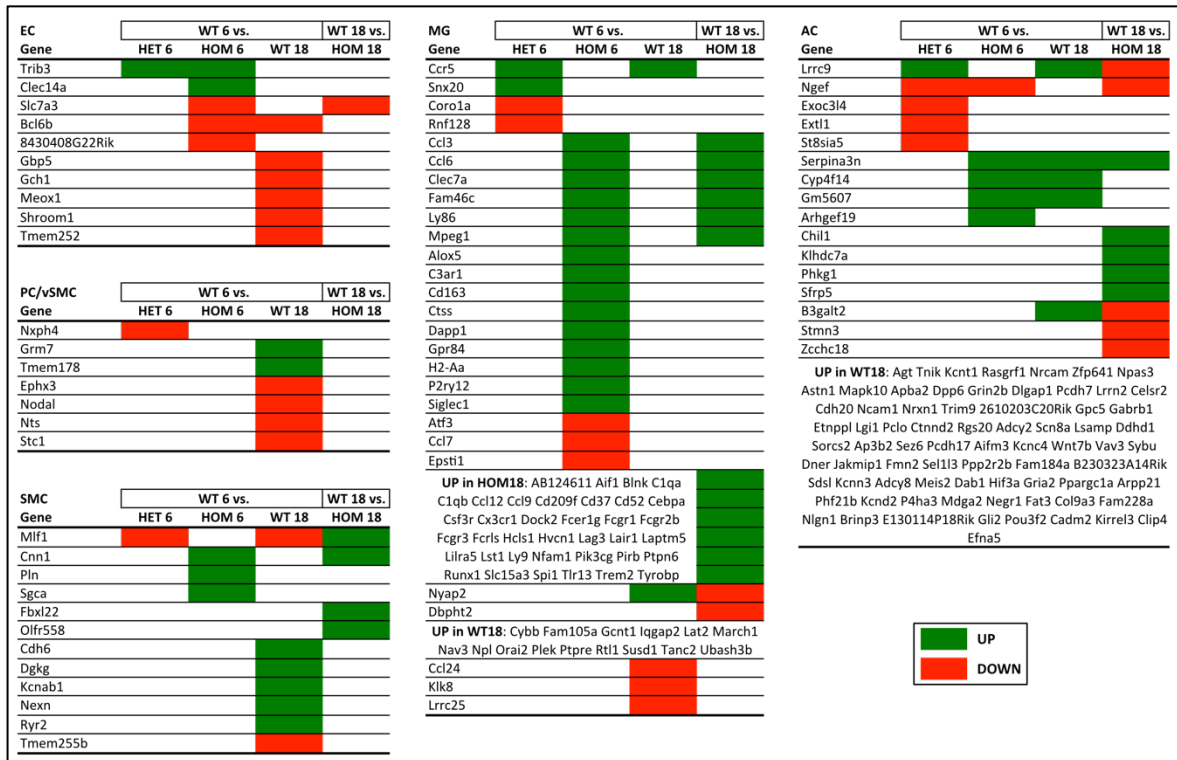 EC WT 6 vs. WT 18 vs.
Gene HET 6 HOM 6 WT 18 HOM 18
Trib3
Clec14a
Slc7a3
Bcl6b
8430408G22Rik
Gbp5
Gch1
Meox1
Shroom1
Tmem252
PC/vSMC WT 6 vs. WT 18 vs.
Gene HET 6 HOM 6 WT 18 HOM 18
Nxph4
Grm7
Tmem178
Ephx3
Nodal
Nts
Stc1
SMC WT 6 vs. WT 18 vs.
Gene HET 6 HOM 6 WT 18 HOM 18
Mlf1
Cnn1
Pln
Sgca
Fbxl22
Olfr558
Cdh6
Dgkg
Kcnab1
Nexn
Ryr2
Tmem255b
MG WT 6 vs. WT 18 vs.
Gene HET 6 HOM 6 WT 18 HOM 18
Ccr5
Snx20
Coro1a
Rnf128
Ccl3
Ccl6
Clec7a
Fam46c
Ly86
Mpeg1
Alox5
C3ar1
Cd163
Ctss
Dapp1
Gpr84
H2-Aa
P2ry12
Siglec1
Atf3
Ccl7
Epsti1
UP in HOM18: AB124611 Aif1 Blnk C1qa
C1qb Ccl12 Ccl9 Cd209f Cd37 Cd52 Cebpa
Csf3r Cx3cr1 Dock2 Fcer1g Fcgr1 Fcgr2b
Fcgr3 Fcrls Hcls1 Hvcn1 Lag3 Lair1 Laptm5
Lilra5 Lst1 Ly9 Nfam1 Pik3cg Pirb Ptpn6
Runx1 Slc15a3 Spi1 Tlr13 Trem2 Tyrobp
Nyap2
Dbpht2
UP in WT18: Cybb Fam105a Gcnt1 Iqgap2 Lat2 March1
Nav3 Npl Orai2 Plek Ptpre Rtl1 Susd1 Tanc2 Ubash3b
Ccl24
Klk8
Lrrc25
AC WT 6 vs. WT 18 vs.
Gene HET 6 HOM 6 WT 18 HOM 18
Lrrc9
Ngef
Exoc3l4
Extl1
St8sia5
Serpina3n
Cyp4f14
Gm5607
Arhgef19
Chil1
Klhdc7a
Phkg1
Sfrp5
B3galt2
Stmn3
Zcchc18
UP in WT18: Agt Tnik Kcnt1 Rasgrf1 Nrcam Zfp641 Npas3
Astn1 Mapk10 Apba2 Dpp6 Grin2b Dlgap1 Pcdh7 Lrrn2 Celsr2
Cdh20 Ncam1 Nrxn1 Trim9 2610203C20Rik Gpc5 Gabrb1
Etnppl Lgi1 Pclo Ctnnd2 Rgs20 Adcy2 Scn8a Lsamp Ddhd1
Sorcs2 Ap3b2 Sez6 Pcdh17 Aifm3 Kcnc4 Wnt7b Vav3 Sybu
Dner Jakmip1 Fmn2 Sel1l3 Ppp2r2b Fam184a B230323A14Rik
Sdsl Kcnn3 Adcy8 Meis2 Dab1 Hif3a Gria2 Ppargc1a Arpp21
Phf21b Kcnd2 P4ha3 Mdga2 Negr1 Fat3 Col9a3 Fam228a
Nlgn1 Brinp3 E130114P18Rik Gli2 Pou3f2 Cadm2 Kirrel3 Clip4
Efna5
UP
DOWN